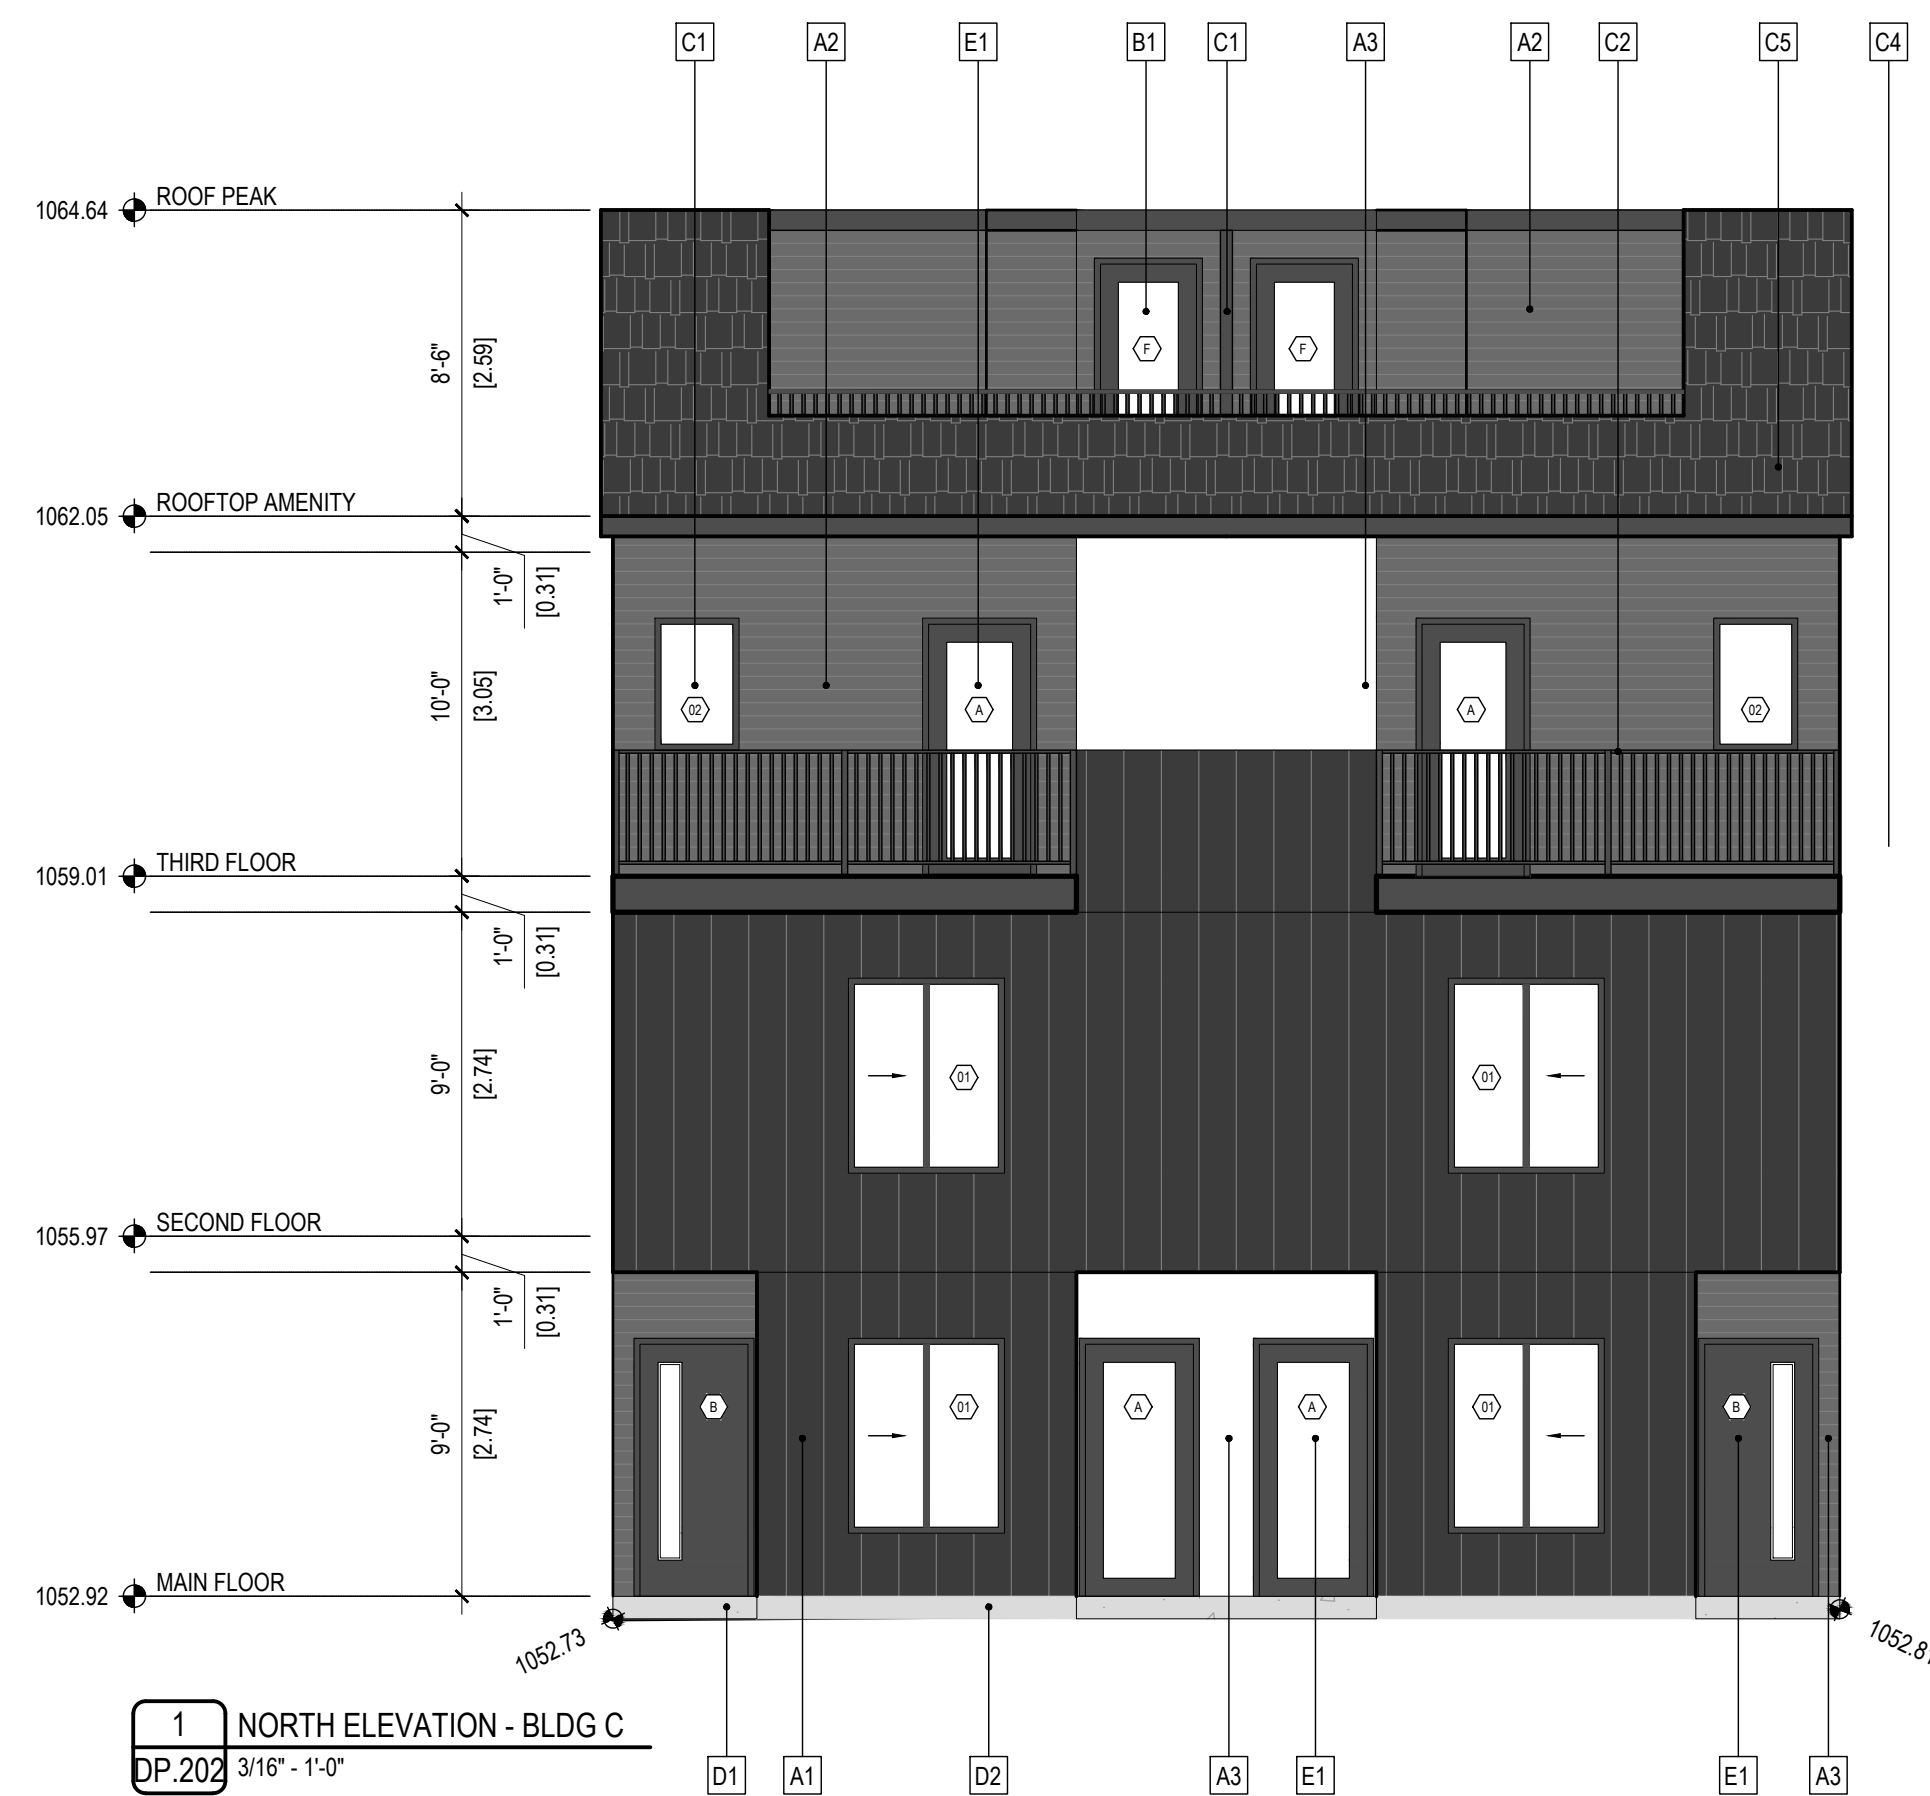 C1 A2 E1 B1 C1 A3 A2 C2 C5 C4
1064.64 ROOF PEAK
8'-6"
[2.59]
F F
1062.05 ROOFTOP AMENITY
1'-0"
[0.31]
10'-0"
[3.05]
02 A A 02
1059.01 THIRD FLOOR
1'-0"
[0.31]
9'-0"
[2.74]
01 01
1055.97 SECOND FLOOR
1'-0"
[0.31]
9'-0"
[2.74]
B 01 A A 01 B
1052.92 MAIN FLOOR
1052.73
1 NORTH ELEVATION - BLDG C
DP.202 3/16" - 1'-0"
D1 A1 D2 A3 E1 E1 A3